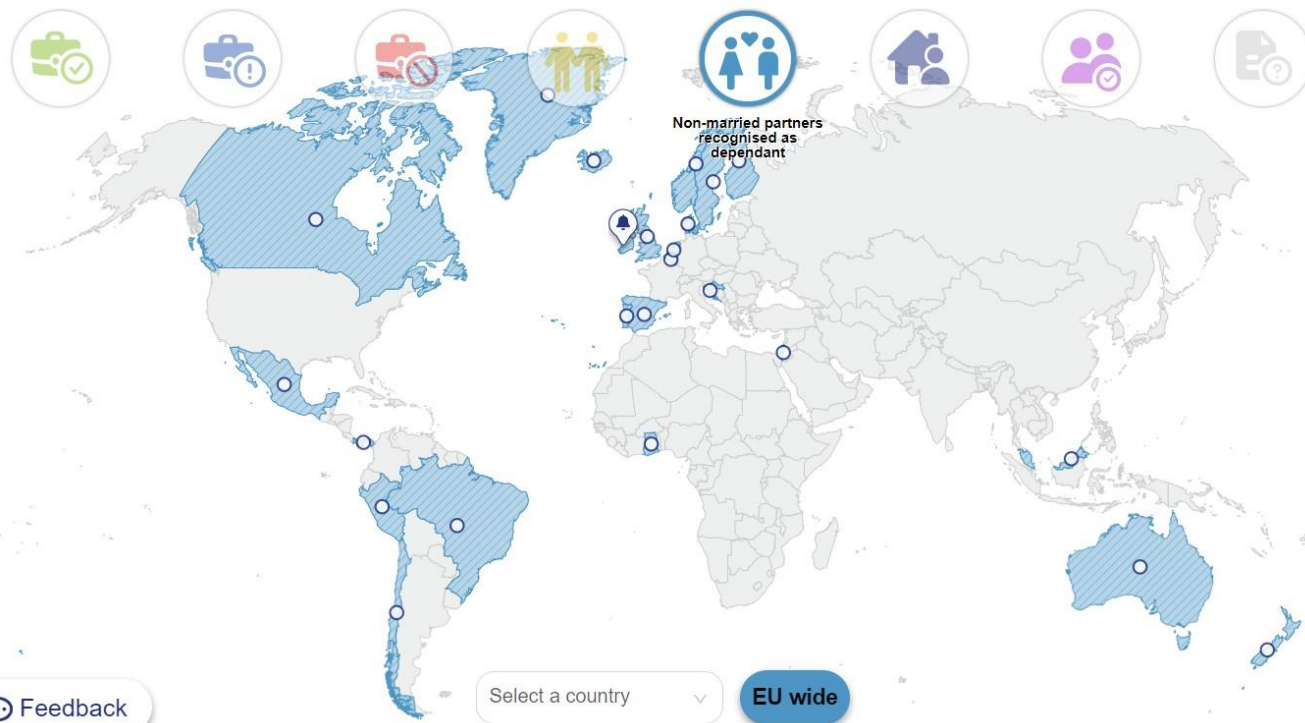 Non-married partners
recognised as
dependant
Select a country
EU wide
Feedback